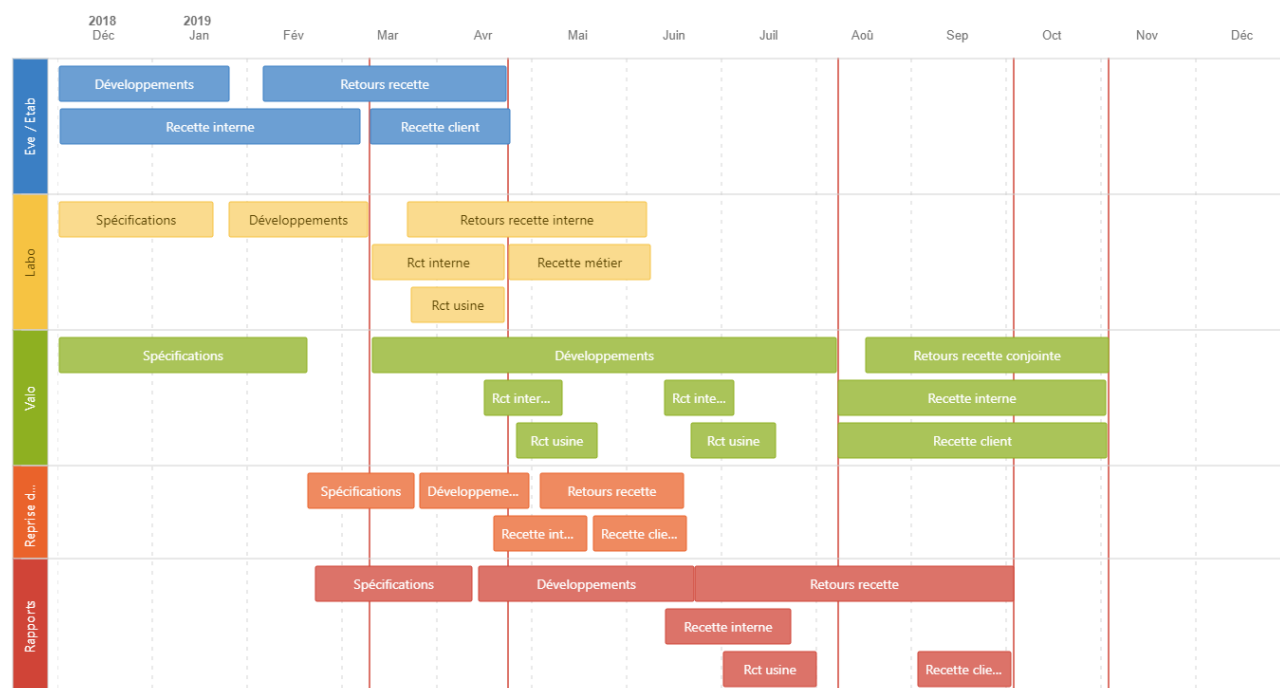 2018 2019
Déc Jan Fév Mar Avr Mai Juin Juil Aoû Sep Oct Nov Déc
Eve / Etab
Développements Retours recette
Recette interne Recette client
Labo
Spécifications Développements Retours recette interne
Rct interne Recette métier
Rct usine
Valo
Spécifications Développements Retours recette conjointe
Rct inter... Rct inte... Recette interne
Rct usine Rct usine Recette client
Reprise d...
Spécifications Développeme... Retours recette
Recette int... Recette clie...
Rapports
Spécifications Développements Retours recette
Recette interne
Rct usine Recette clie...